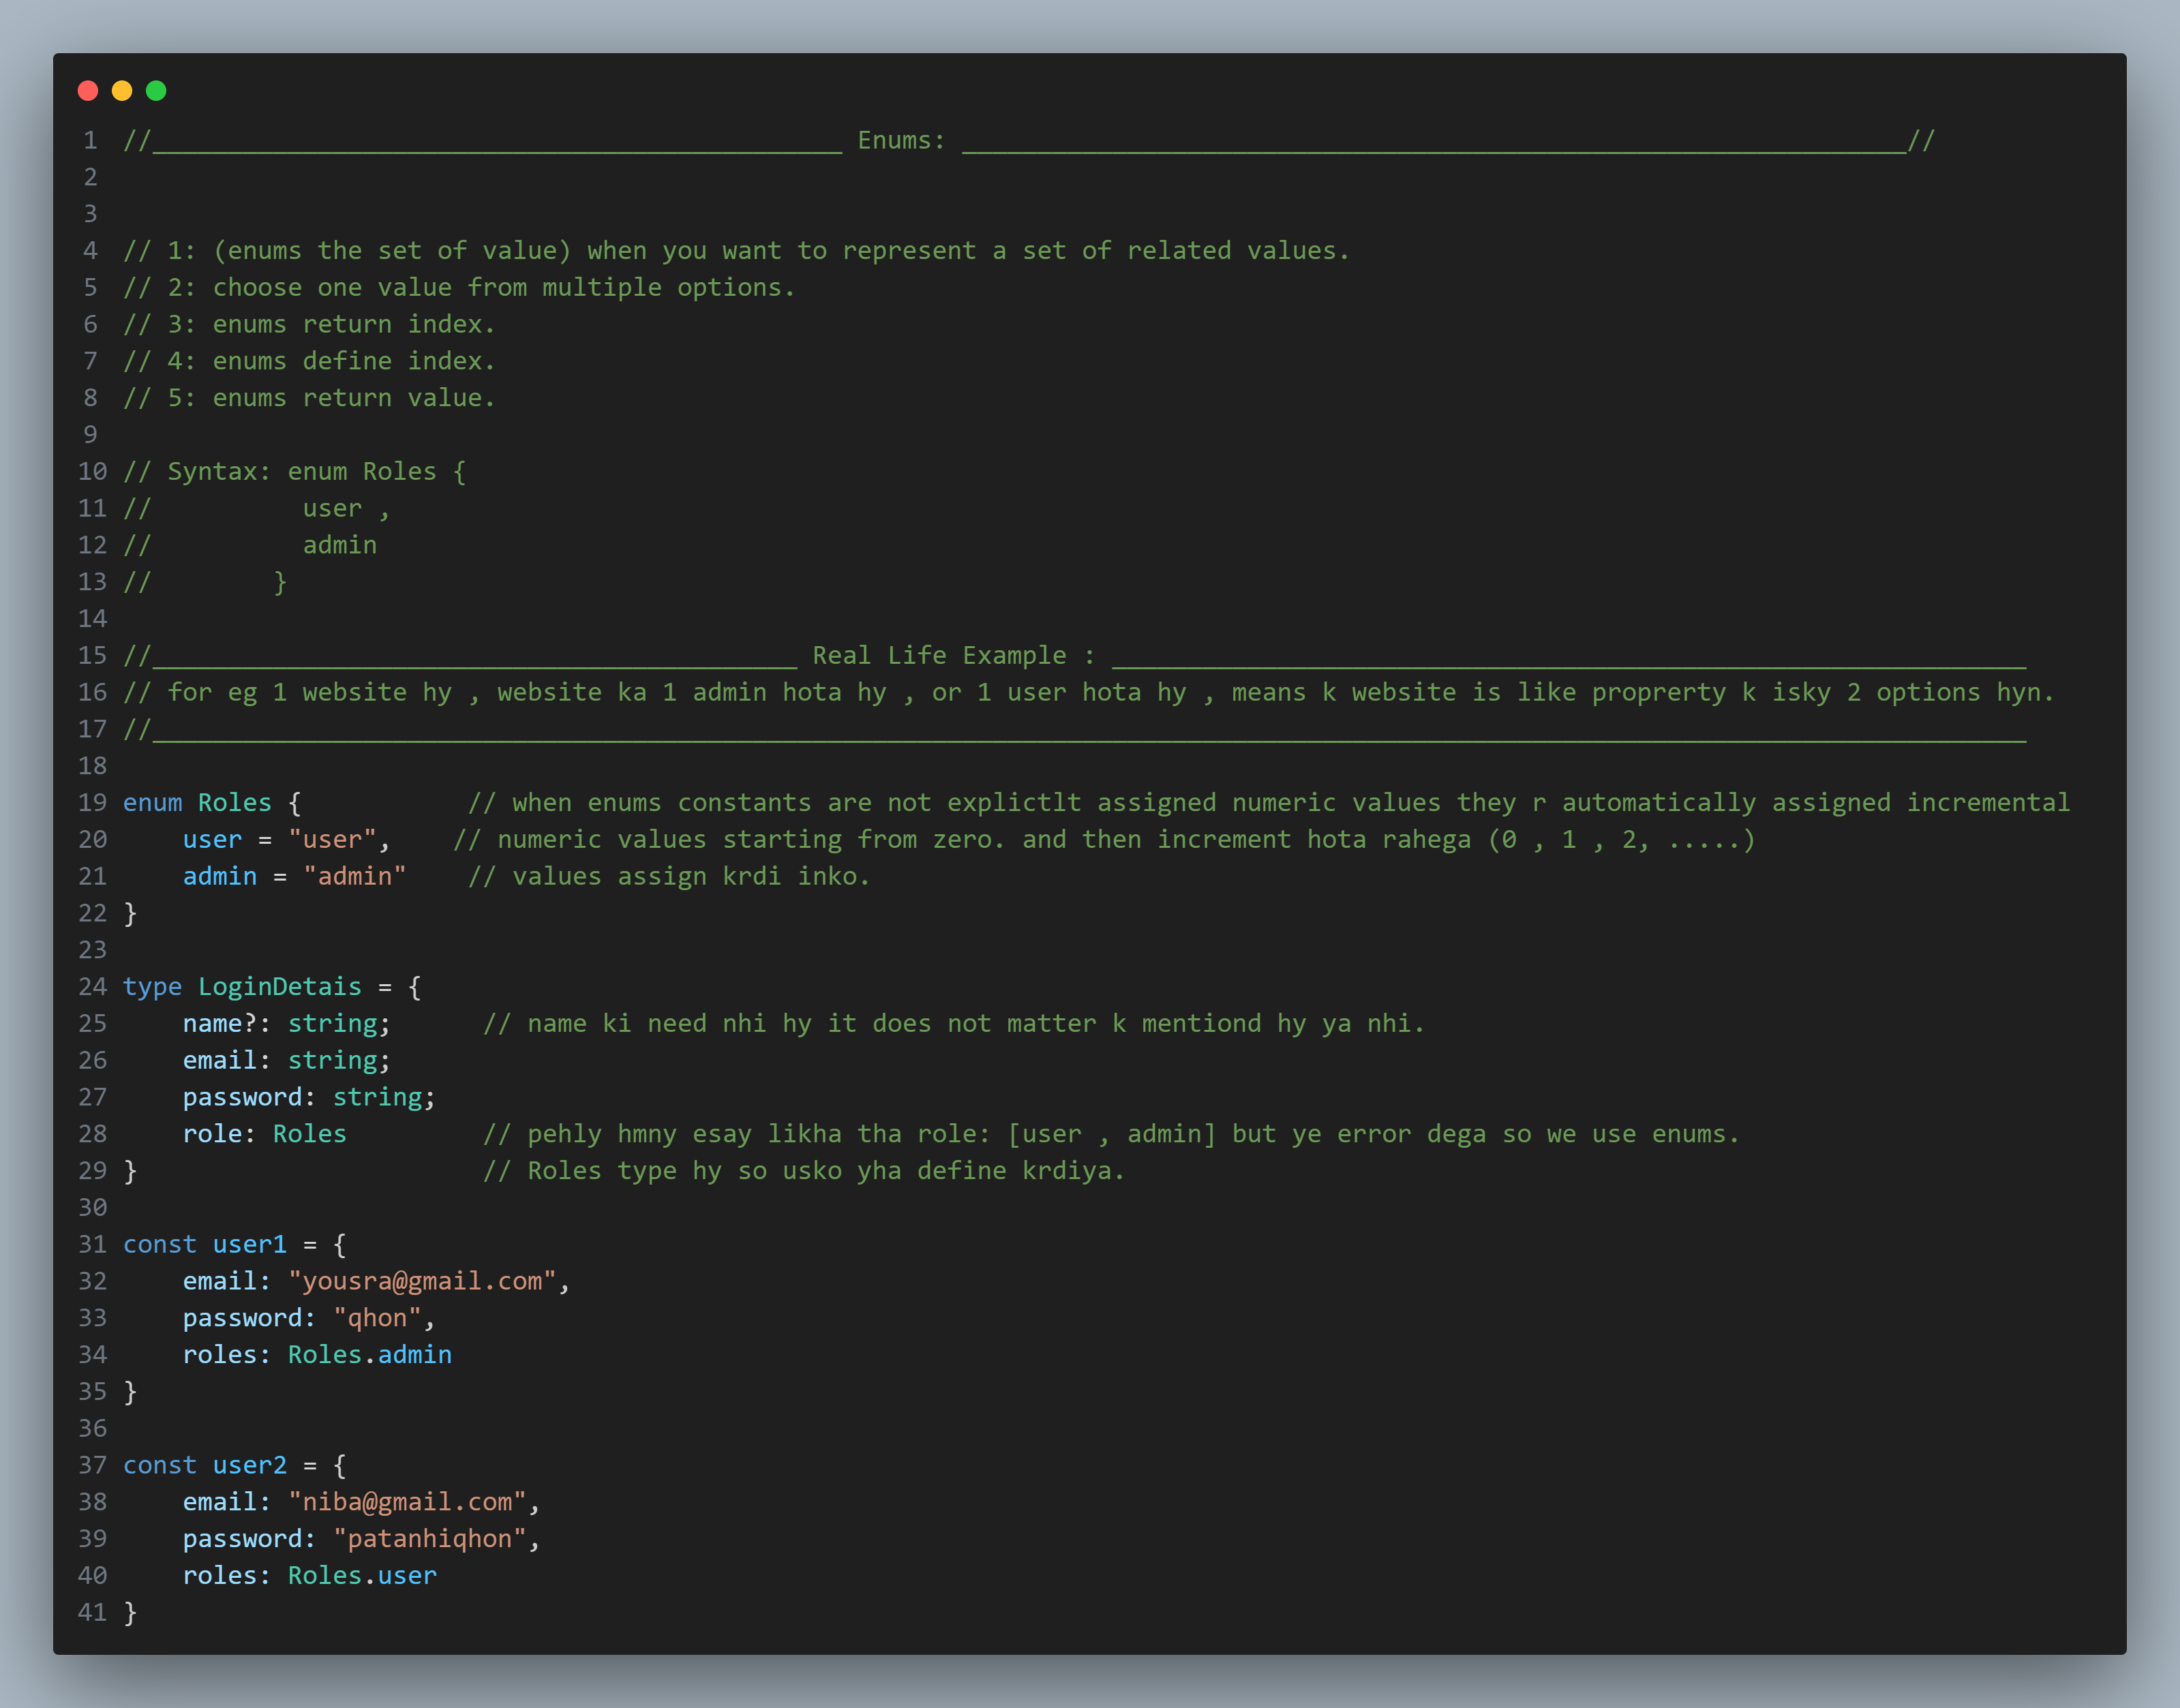 1 //______________________________________________ Enums: _______________________________________________________________//
2
3
4 // 1: (enums the set of value) when you want to represent a set of related values.
5 // 2: choose one value from multiple options.
6 // 3: enums return index.
7 // 4: enums define index.
8 // 5: enums return value.
9
10 // Syntax: enum Roles {
11 //          user ,
12 //          admin
13 //        }
14
15 //___________________________________________ Real Life Example : _____________________________________________________________
16 // for eg 1 website hy , website ka 1 admin hota hy , or 1 user hota hy , means k website is like proprerty k isky 2 options hyn.
17 //_____________________________________________________________________________________________________________________________
18
19 enum Roles {           // when enums constants are not explictlt assigned numeric values they r automatically assigned incremental
20     user = "user",    // numeric values starting from zero. and then increment hota rahega (0 , 1 , 2, .....)
21     admin = "admin"    // values assign krdi inko.
22 }
23
24 type LoginDetais = {
25     name?: string;      // name ki need nhi hy it does not matter k mentiond hy ya nhi.
26     email: string;
27     password: string;
28     role: Roles         // pehly hmny esay likha tha role: [user , admin] but ye error dega so we use enums.
29 }                       // Roles type hy so usko yha define krdiya.
30
31 const user1 = {
32     email: "yousra@gmail.com",
33     password: "qhon",
34     roles: Roles.admin
35 }
36
37 const user2 = {
38     email: "niba@gmail.com",
39     password: "patanhiqhon",
40     roles: Roles.user
41 }